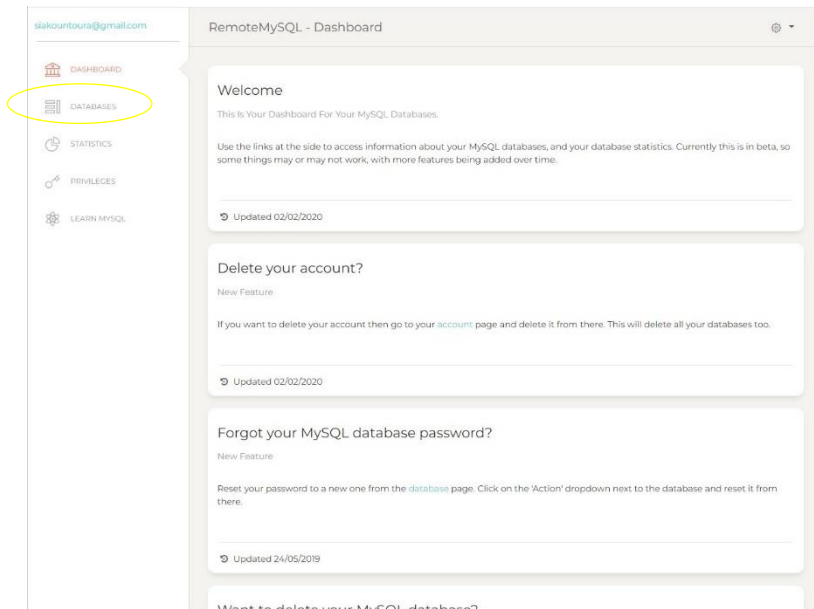 siakountoura@gmail.com
RemoteMySQL - Dashboard
DASHBOARD
DATABASES
STATISTICS
PRIVILEGES
LEARN MYSQL
Welcome
This Is Your Dashboard For Your MySQL Databases.
Use the links at the side to access information about your MySQL databases, and your database statistics. Currently this is in beta, so
some things may or may not work, with more features being added over time.
Updated 02/02/2020
Delete your account?
New Feature
If you want to delete your account then go to your account page and delete it from there. This will delete all your databases too.
Updated 02/02/2020
Forgot your MySQL database password?
New Feature
Reset your password to a new one from the database page. Click on the 'Action' dropdown next to the database and reset it from
there.
Updated 24/05/2019
Want to delete your MySQL database?